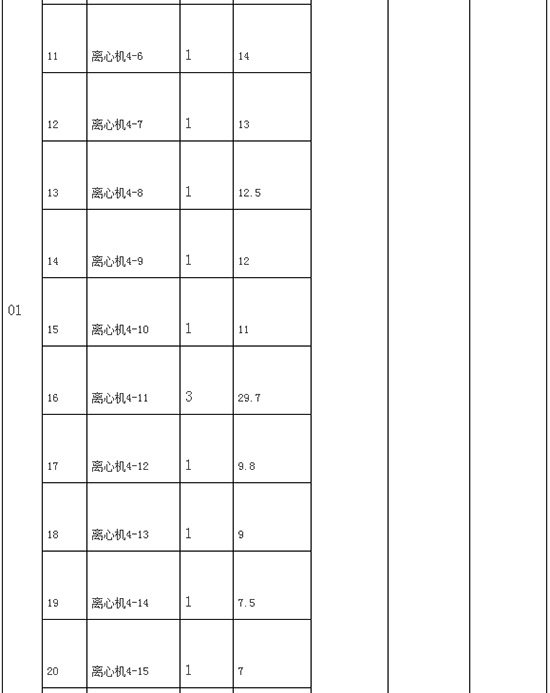 11 离心机4-6 1 14
12 离心机4-7 1 13
13 离心机4-8 1 12.5
14 离心机4-9 1 12
01
15 离心机4-10 1 11
16 离心机4-11 3 29.7
17 离心机4-12 1 9.8
18 离心机4-13 1 9
19 离心机4-14 1 7.5
20 离心机4-15 1 7